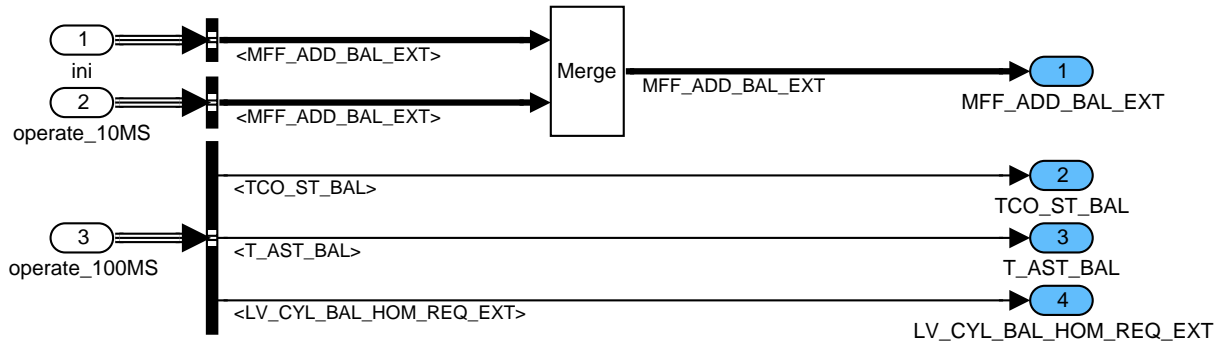 1
ini
<MFF_ADD_BAL_EXT>
Merge
MFF_ADD_BAL_EXT
1
MFF_ADD_BAL_EXT
2
operate_10MS
<MFF_ADD_BAL_EXT>
<TCO_ST_BAL>
2
TCO_ST_BAL
3
operate_100MS
<T_AST_BAL>
3
T_AST_BAL
<LV_CYL_BAL_HOM_REQ_EXT>
4
LV_CYL_BAL_HOM_REQ_EXT